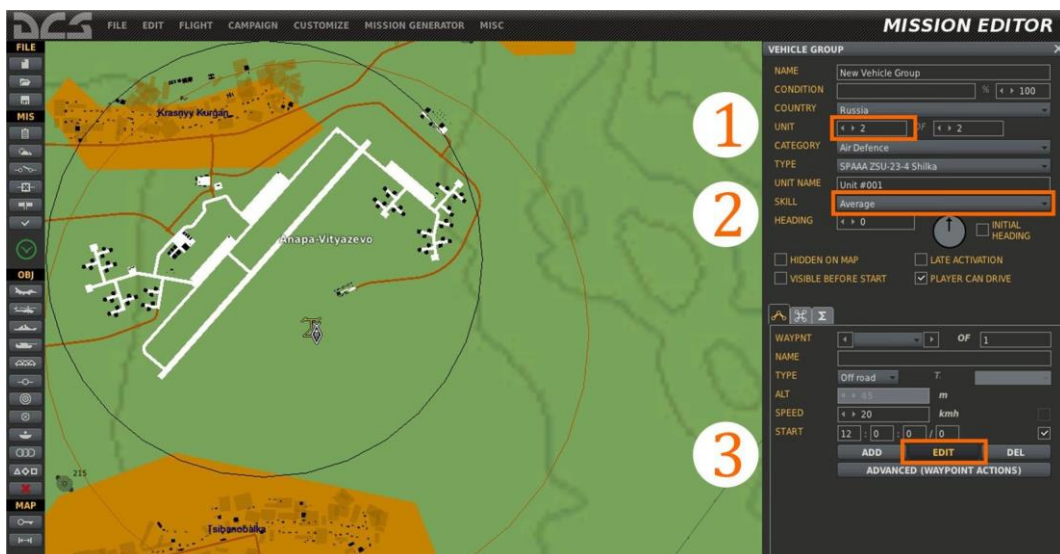 DCS FILE EDIT FLIGHT CAMPAIGN CUSTOMIZE MISSION GENERATOR MISC MISSION EDITOR
FILE
MIS
OBJ
MAP
Krasnyy Kurgan
Anapa-Vityazevo
215
Tsibanobalka
1
2
3
VEHICLE GROUP
NAME New Vehicle Group
CONDITION % 100
COUNTRY Russia
UNIT 2 OF 2
CATEGORY Air Defence
TYPE SPAAA ZSU-23-4 Shilka
UNIT NAME Unit #001
SKILL Average
HEADING 0 INITIAL HEADING
HIDDEN ON MAP LATE ACTIVATION
VISIBLE BEFORE START PLAYER CAN DRIVE
WAYPNT OF 1
NAME
TYPE Off road T.
ALT 45 m
SPEED 20 kmh
START 12 : 0 : 0 / 0
ADD EDIT DEL
ADVANCED (WAYPOINT ACTIONS)